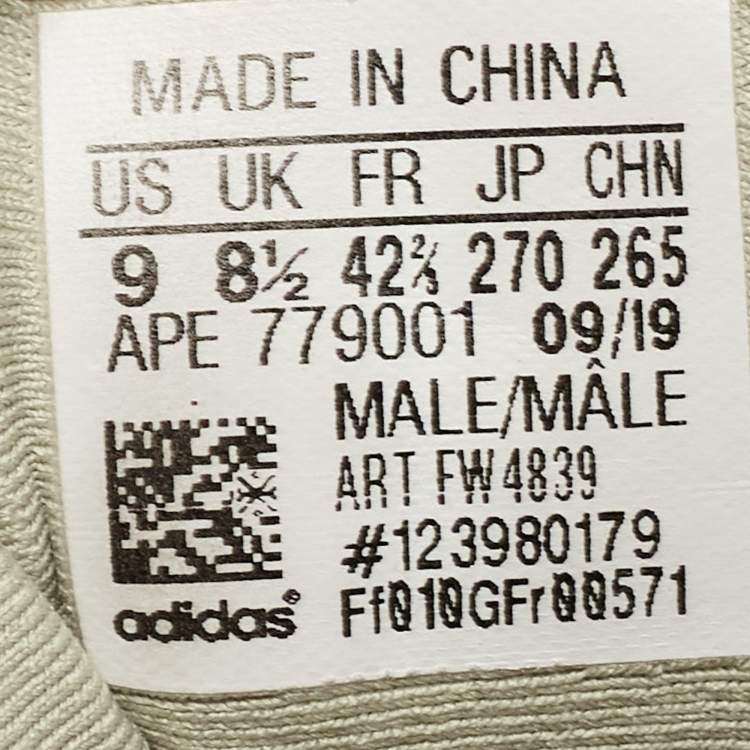 MADE IN CHINA
US UK FR JP CHN
9 8½ 42⅔ 270 265
APE 779001 09/19
MALE/MÂLE
ART FW4839
#123980179
Ff010GFr00571
adidas®